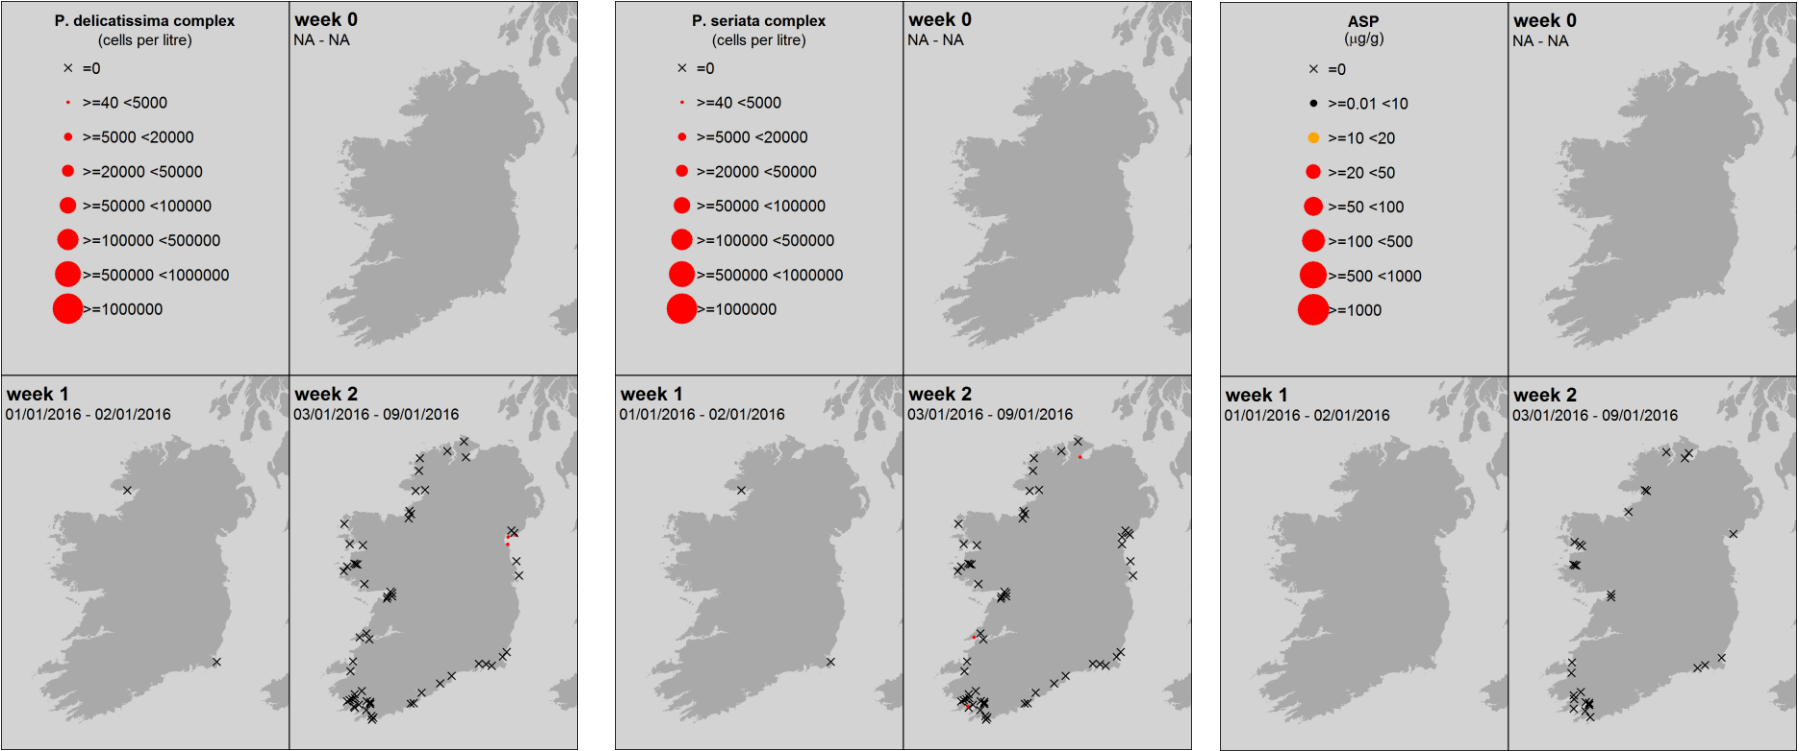 P. delicatissima complex
(cells per litre)
=0
>=40 <5000
>=5000 <20000
>=20000 <50000
>=50000 <100000
>=100000 <500000
>=500000 <1000000
>=1000000
week 0
NA - NA
week 1
01/01/2016 - 02/01/2016
week 2
03/01/2016 - 09/01/2016
P. seriata complex
(cells per litre)
=0
>=40 <5000
>=5000 <20000
>=20000 <50000
>=50000 <100000
>=100000 <500000
>=500000 <1000000
>=1000000
week 0
NA - NA
week 1
01/01/2016 - 02/01/2016
week 2
03/01/2016 - 09/01/2016
ASP
(μg/g)
=0
>=0.01 <10
>=10 <20
>=20 <50
>=50 <100
>=100 <500
>=500 <1000
>=1000
week 0
NA - NA
week 1
01/01/2016 - 02/01/2016
week 2
03/01/2016 - 09/01/2016